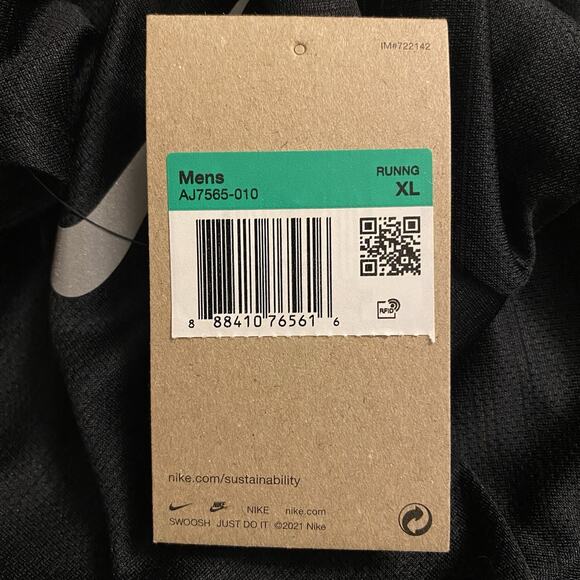 IM#722142
Mens RUNNG
AJ7565-010 XL
RFID
8 88410 76561 6
nike.com/sustainability
NIKE NIKE nike.com
SWOOSH JUST DO IT ©2021 Nike